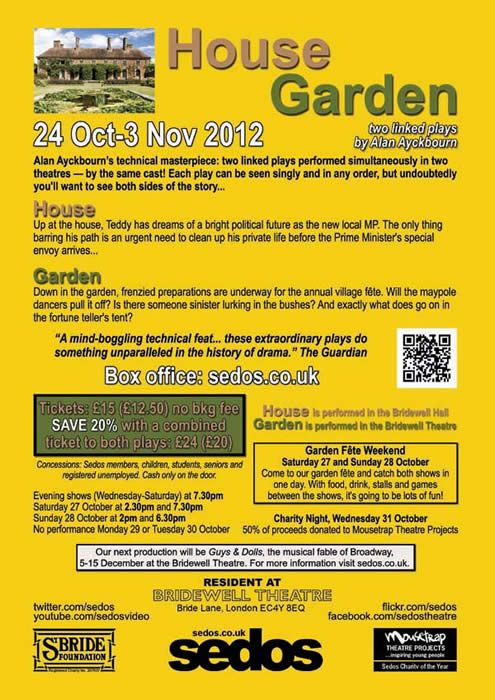 House
Garden
24 Oct-3 Nov 2012
two linked plays
by Alan Ayckbourn
Alan Ayckbourn's technical masterpiece: two linked plays performed simultaneously in two
theatres — by the same cast! Each play can be seen singly and in any order, but undoubtedly
you'll want to see both sides of the story...
House
Up at the house, Teddy has dreams of a bright political future as the new local MP. The only thing
barring his path is an urgent need to clean up his private life before the Prime Minister's special
envoy arrives...
Garden
Down in the garden, frenzied preparations are underway for the annual village fête. Will the maypole
dancers pull it off? Is there someone sinister lurking in the bushes? And exactly what does go on in
the fortune teller's tent?
"A mind-boggling technical feat... these extraordinary plays do
something unparalleled in the history of drama." The Guardian
Box office: sedos.co.uk
Tickets: £15 (£12.50) no bkg fee
SAVE 20% with a combined
ticket to both plays: £24 (£20)
Concessions: Sedos members, children, students, seniors and
registered unemployed. Cash only on the door.
Evening shows (Wednesday-Saturday) at 7.30pm
Saturday 27 October at 2.30pm and 7.30pm
Sunday 28 October at 2pm and 6.30pm
No performance Monday 29 or Tuesday 30 October
House is performed in the Bridewell Hall
Garden is performed in the Bridewell Theatre
Garden Fête Weekend
Saturday 27 and Sunday 28 October
Come to our garden fete and catch both shows in
one day. With food, drink, stalls and games
between the shows, it's going to be lots of fun!
Charity Night, Wednesday 31 October
50% of proceeds donated to Mousetrap Theatre Projects
Our next production will be Guys & Dolls, the musical fable of Broadway,
5-15 December at the Bridewell Theatre. For more information visit sedos.co.uk.
RESIDENT AT
BRIDEWELL THEATRE
Bride Lane, London EC4Y 8EQ
twitter.com/sedos
youtube.com/sedosvideo
flickr.com/sedos
facebook.com/sedostheatre
ST BRIDE
FOUNDATION
sedos.co.uk
sedos
Mousetrap
THEATRE PROJECTS
...inspiring young people
Sedos Charity of the Year